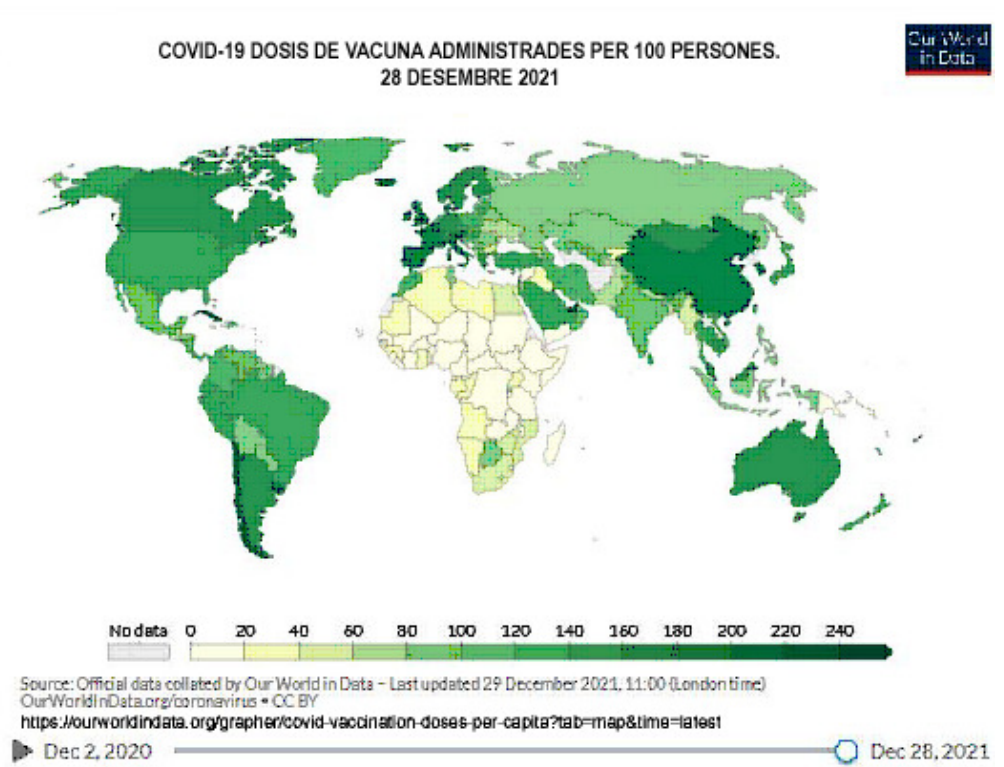 COVID-19 DOSIS DE VACUNA ADMINISTRADES PER 100 PERSONES.
28 DESEMBRE 2021
Our World
in Data
No data 0 20 40 60 80 100 120 140 160 180 200 220 240
Source: Official data collated by Our World in Data – Last updated 29 December 2021, 11:00 (London time)
OurWorldInData.org/coronavirus • CC BY
https://ourworldindata.org/grapher/covid-vaccination-doses-per-capita?tab=map&time=latest
Dec 2, 2020 Dec 28, 2021